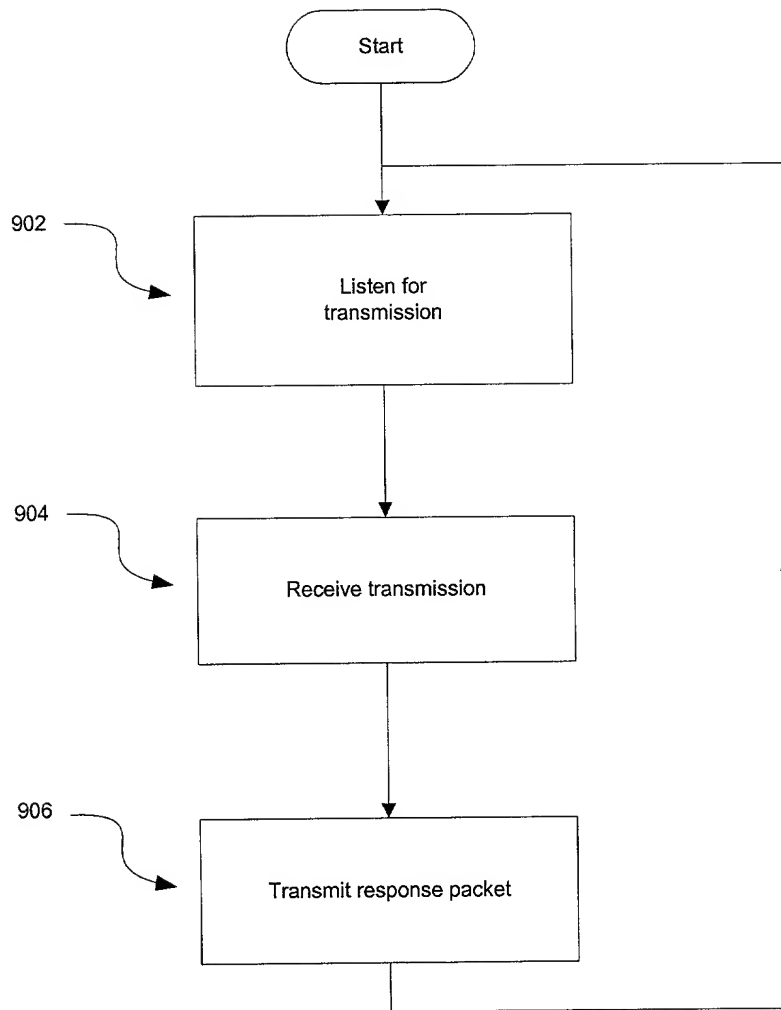 Start
902
Listen for
transmission
904
Receive transmission
906
Transmit response packet